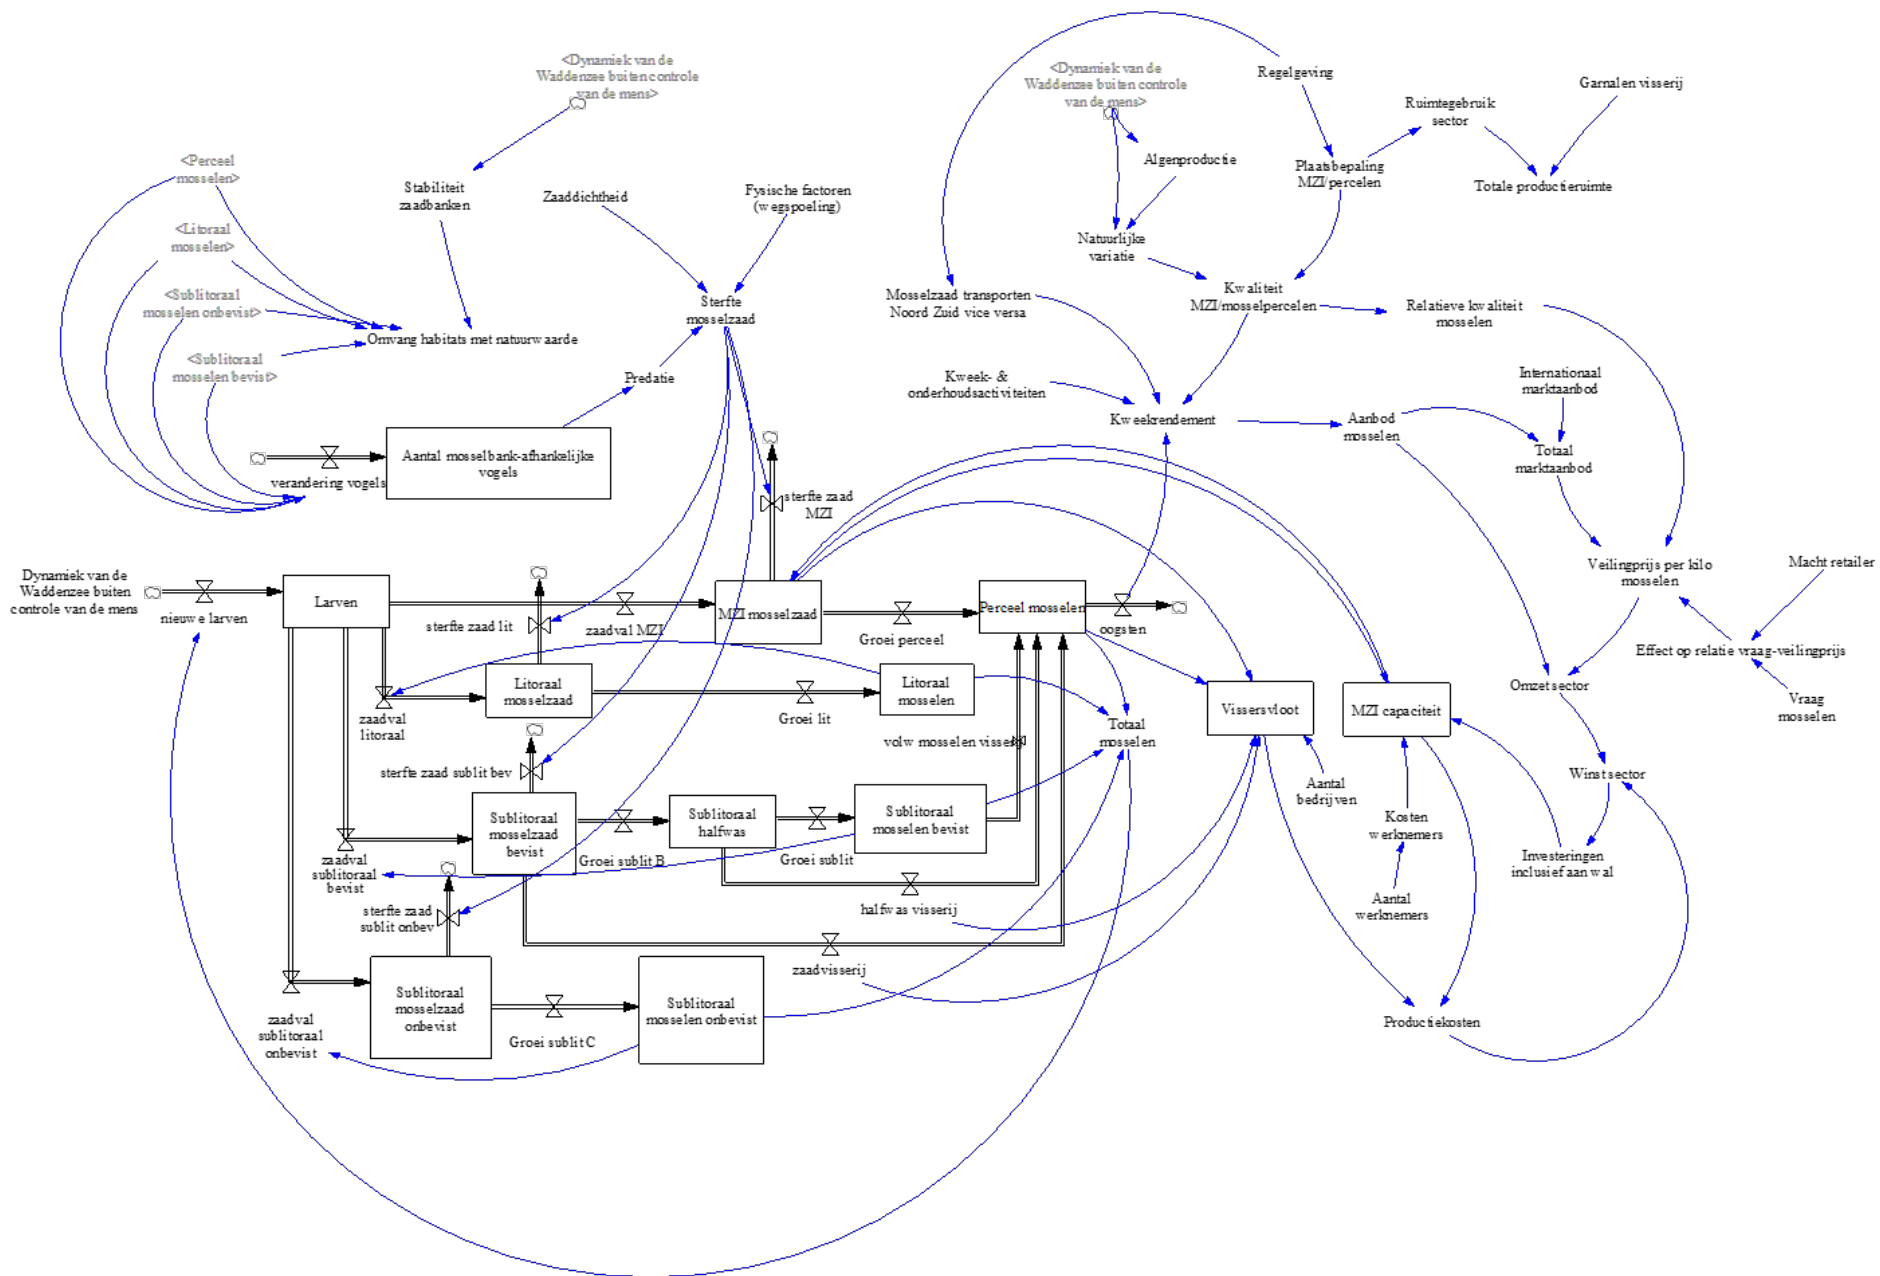 <Dynamiek van de
Waddenzee buiten controle
van de mens>
<Dynamiek van de
Waddenzee buiten controle
van de mens>
Regelgeving
Garnalen visserij
Ruimtegebruik
sector
<Perceel
mosselen>
Stabiliteit
zaadbanken
Zaaddichtheid
Fysische factoren
(wegspoeling)
Algenproductie
Plaatsbepaling
MZI/percelen
Totale productieruimte
<Litoraal
mosselen>
Natuurlijke
variatie
<Sublitoraal
mosselen onbevist>
Sterfte
mosselzaad
Mosselzaad transporten
Noord Zuid vice versa
Kwaliteit
MZI/mosselpercelen
Relatieve kwaliteit
mosselen
Omvang habitats met natuurwaarde
<Sublitoraal
mosselen bevist>
Predatie
Kweek- &
onderhoudsactiviteiten
Internationaal
marktaanbod
Kweekrendement
Aanbod
mosselen
Totaal
marktaanbod
Aantal mosselbank-afhankelijke
vogels
verandering vogels
sterfte zaad
MZI
Dynamiek van de
Waddenzee buiten
controle van de mens
nieuwe larven
Larven
sterfte zaad lit
zaadval MZI
MZI mosselzaad
Groei perceel
Perceel mosselen
oogsten
Veilingprijs per kilo
mosselen
Macht retailer
Effect op relatie vraag-veilingprijs
Vraag
mosselen
Omzet sector
zaadval
litoraal
Litoraal
mosselzaad
Groei lit
Litoraal
mosselen
Totaal
mosselen
Vissersvloot
MZI capaciteit
volw mosselen visserij
sterfte zaad sublit bev
Aantal
bedrijven
Winst sector
Sublitoraal
mosselzaad
bevist
Sublitoraal
halfwas
Sublitoraal
mosselen bevist
Kosten
werknemers
zaadval
sublitoraal
bevist
Groei sublit B
Groei sublit
Investeringen
inclusief aan wal
sterfte zaad
sublit onbev
halfwas visserij
Aantal
werknemers
zaadvisserij
Sublitoraal
mosselzaad
onbevist
Sublitoraal
mosselen onbevist
zaadval
sublitoraal
onbevist
Groei sublit C
Productiekosten